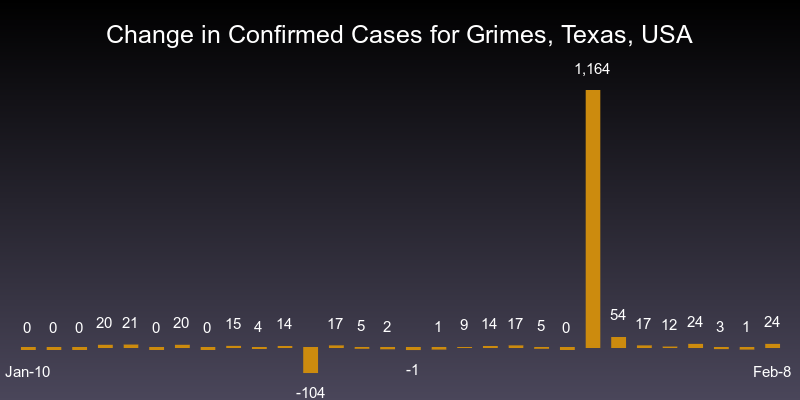 Change in Confirmed Cases for Grimes, Texas, USA
1,164
0 0 0 20 21 0 20 0 15 4 14 17 5 2 1 9 14 17 5 0 54 17 12 24 3 1 24
Jan-10 -1 Feb-8
-104